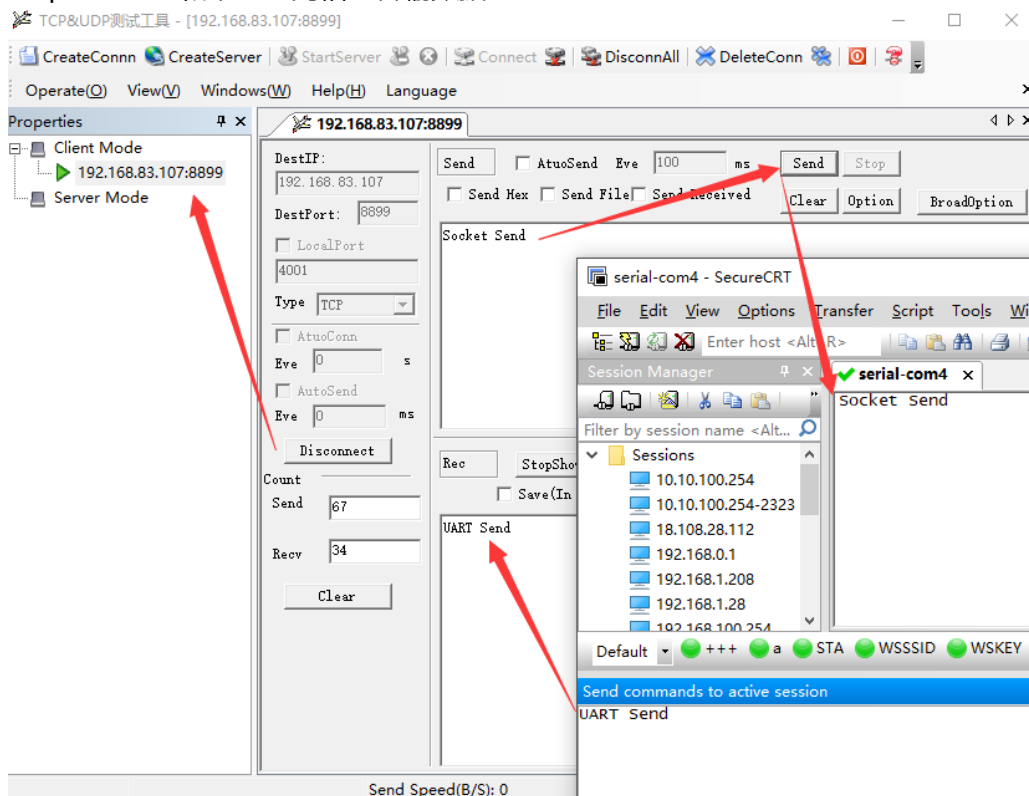 TCP&UDP测试工具 - [192.168.83.107:8899]
CreateConnn CreateServer StartServer Connect DisconnAll DeleteConn
Operate(O) View(V) Windows(W) Help(H) Language
Properties
192.168.83.107:8899
Client Mode
192.168.83.107:8899
Server Mode
DestIP:
192.168.83.107
DestPort: 8899
LocalPort
4001
Type TCP
AtuoConn
Eve 0 s
AutoSend
Eve 0 ms
Disconnect
Count
Send 67
Recv 34
Clear
Send AtuoSend Eve 100 ms Send Stop
Send Hex Send File Send Received Clear Option BroadOption
Socket Send
Rec StopSho
Save(In
UART Send
Send Speed(B/S): 0
serial-com4 - SecureCRT
File Edit View Options Transfer Script Tools Wi
Enter host <Alt+R>
Session Manager
serial-com4
Socket Send
Filter by session name <Alt...
Sessions
10.10.100.254
10.10.100.254-2323
18.108.28.112
192.168.0.1
192.168.1.208
192.168.1.28
192.168.100.254
Default +++ a STA WSSSID WSKEY
Send commands to active session
UART Send